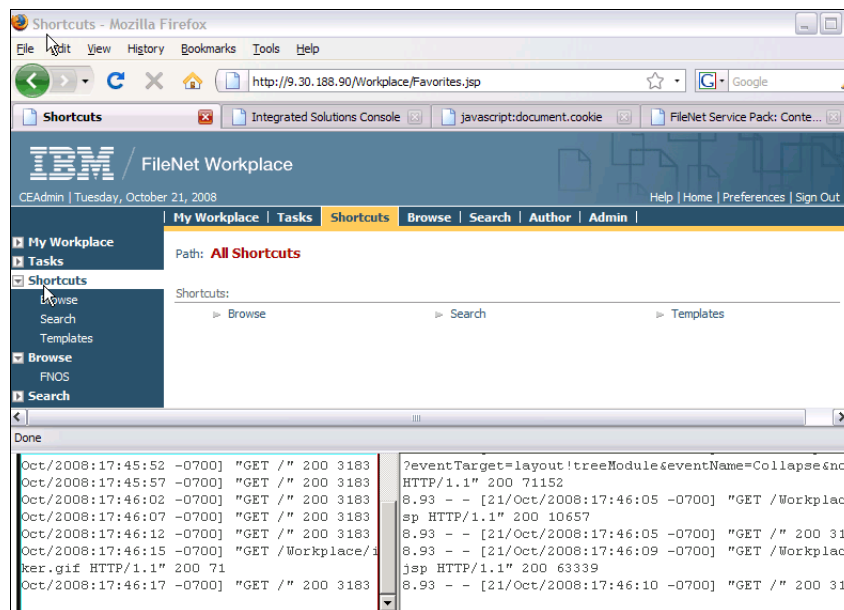 Shortcuts - Mozilla Firefox
File Edit View History Bookmarks Tools Help
http://9.30.188.90/Workplace/Favorites.jsp
G Google
Shortcuts
Integrated Solutions Console
javascript:document.cookie
FileNet Service Pack: Conte...
IBM FileNet Workplace
CEAdmin | Tuesday, October 21, 2008
Help | Home | Preferences | Sign Out
My Workplace | Tasks Shortcuts Browse | Search | Author | Admin |
My Workplace
Tasks
Shortcuts
Browse
Search
Templates
Browse
FNOS
Search
Path: All Shortcuts
Shortcuts:
Browse
Search
Templates
Done
Oct/2008:17:45:52 -0700] "GET /" 200 3183
Oct/2008:17:45:57 -0700] "GET /" 200 3183
Oct/2008:17:46:02 -0700] "GET /" 200 3183
Oct/2008:17:46:07 -0700] "GET /" 200 3183
Oct/2008:17:46:12 -0700] "GET /" 200 3183
Oct/2008:17:46:15 -0700] "GET /Workplace/i
ker.gif HTTP/1.1" 200 71
Oct/2008:17:46:17 -0700] "GET /" 200 3183
?eventTarget=layout!treeModule&eventName=Collapse&no
HTTP/1.1" 200 71152
8.93 - - [21/Oct/2008:17:46:05 -0700] "GET /Workplac
sp HTTP/1.1" 200 10657
8.93 - - [21/Oct/2008:17:46:05 -0700] "GET /" 200 31
8.93 - - [21/Oct/2008:17:46:09 -0700] "GET /Workplac
jsp HTTP/1.1" 200 63339
8.93 - - [21/Oct/2008:17:46:10 -0700] "GET /" 200 31